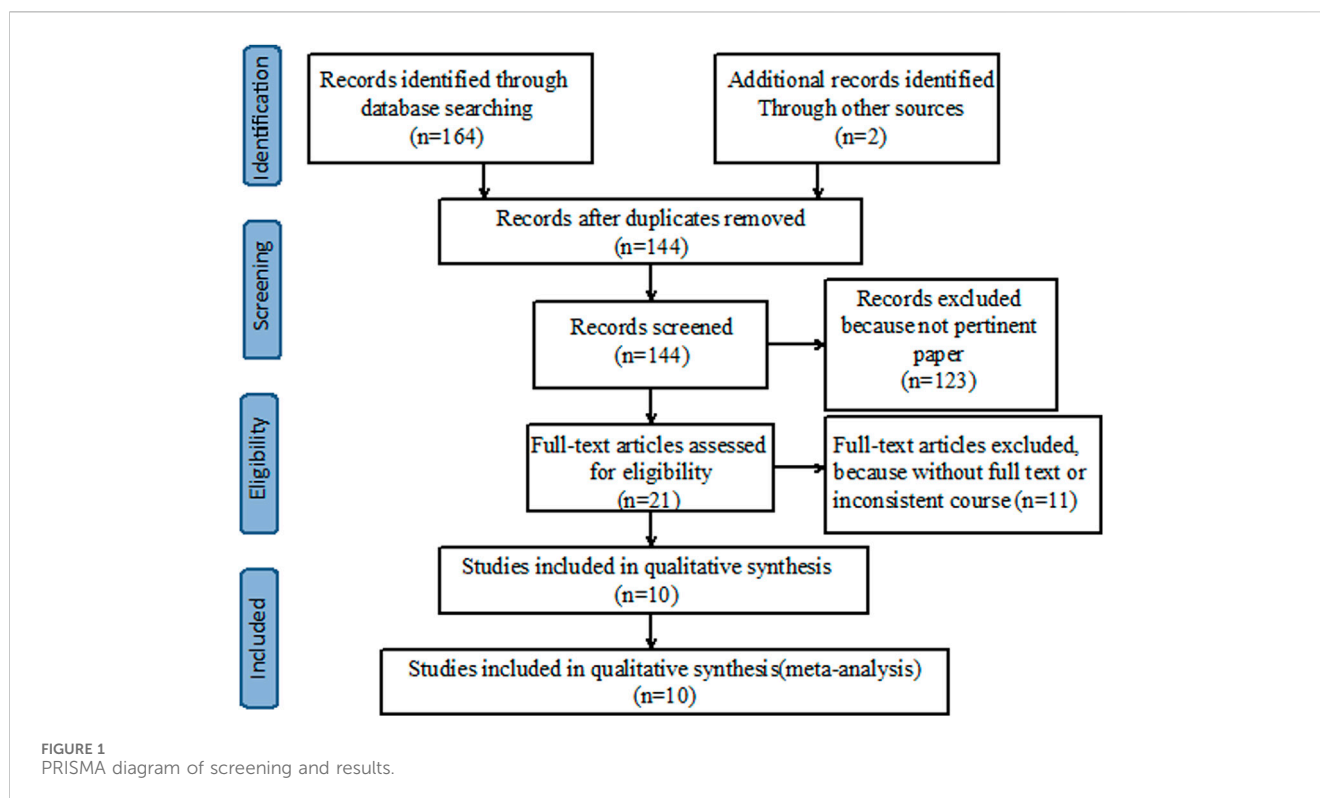 Identification
Records identified through
database searching
(n=164)
Additional records identified
Through other sources
(n=2)
Screening
Records after duplicates removed
(n=144)
Records screened
(n=144)
Records excluded
because not pertinent
paper
(n=123)
Eligibility
Full-text articles assessed
for eligibility
(n=21)
Full-text articles excluded,
because without full text or
inconsistent course (n=11)
Included
Studies included in qualitative synthesis
(n=10)
Studies included in qualitative synthesis(meta-analysis)
(n=10)
FIGURE 1
PRISMA diagram of screening and results.